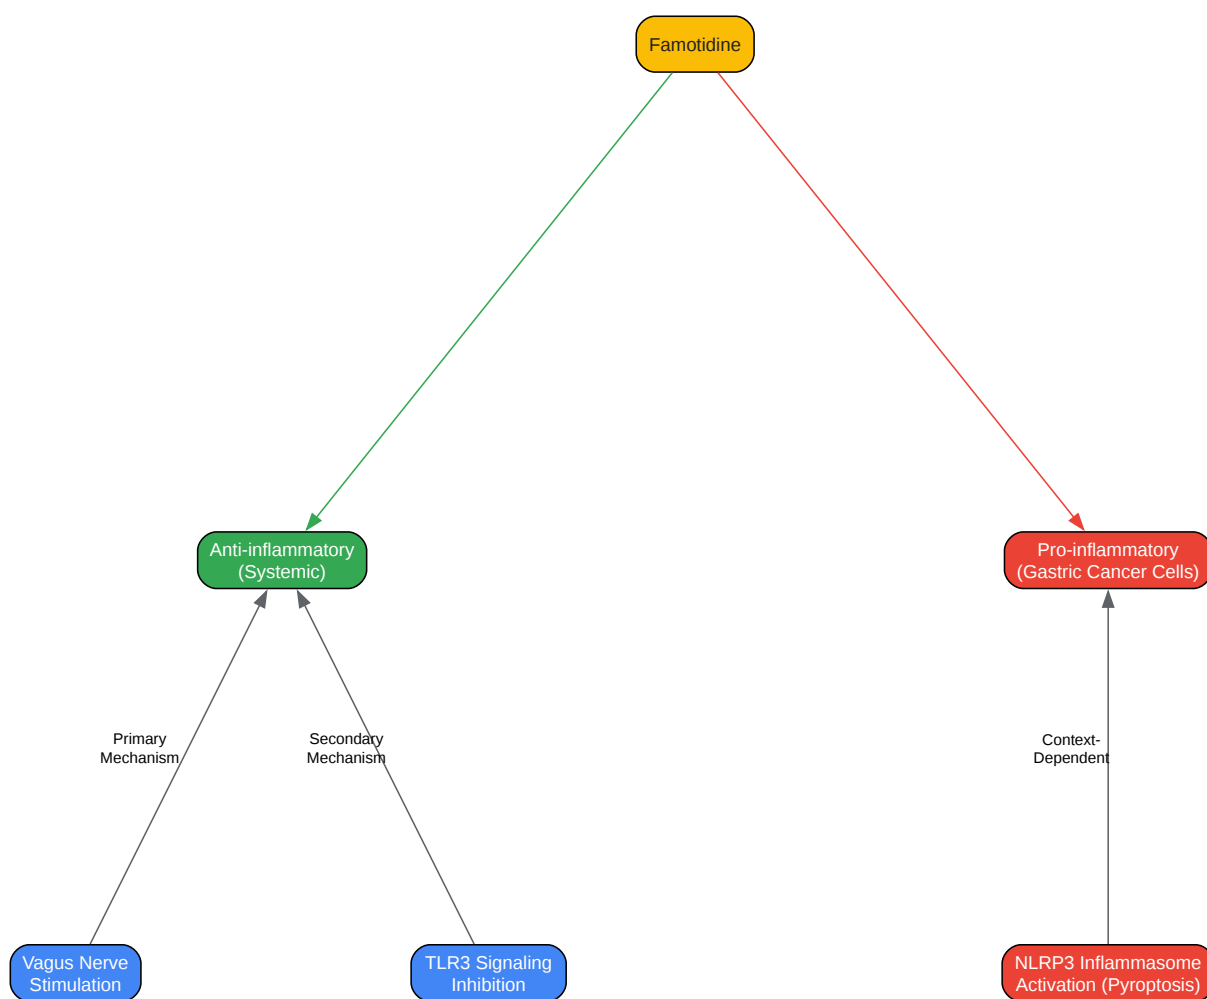 Famotidine
Anti-inflammatory
(Systemic)
Pro-inflammatory
(Gastric Cancer Cells)
Primary
Mechanism
Secondary
Mechanism
Context-
Dependent
Vagus Nerve
Stimulation
TLR3 Signaling
Inhibition
NLRP3 Inflammasome
Activation (Pyroptosis)